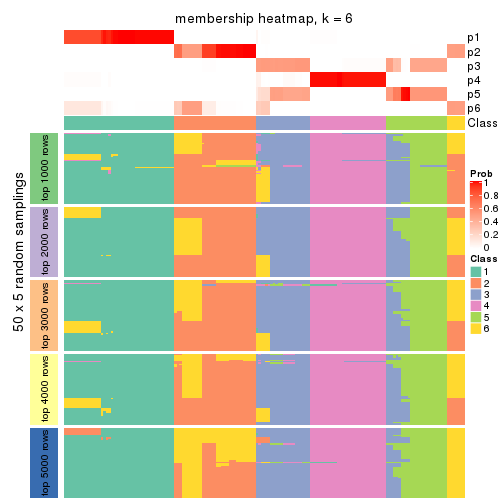 membership heatmap, k = 6
p1
p2
p3
p4
p5
p6
Class
50 x 5 random samplings
top 1000 rows
top 2000 rows
top 3000 rows
top 4000 rows
top 5000 rows
Prob
1
0.8
0.6
0.4
0.2
0
Class
1
2
3
4
5
6